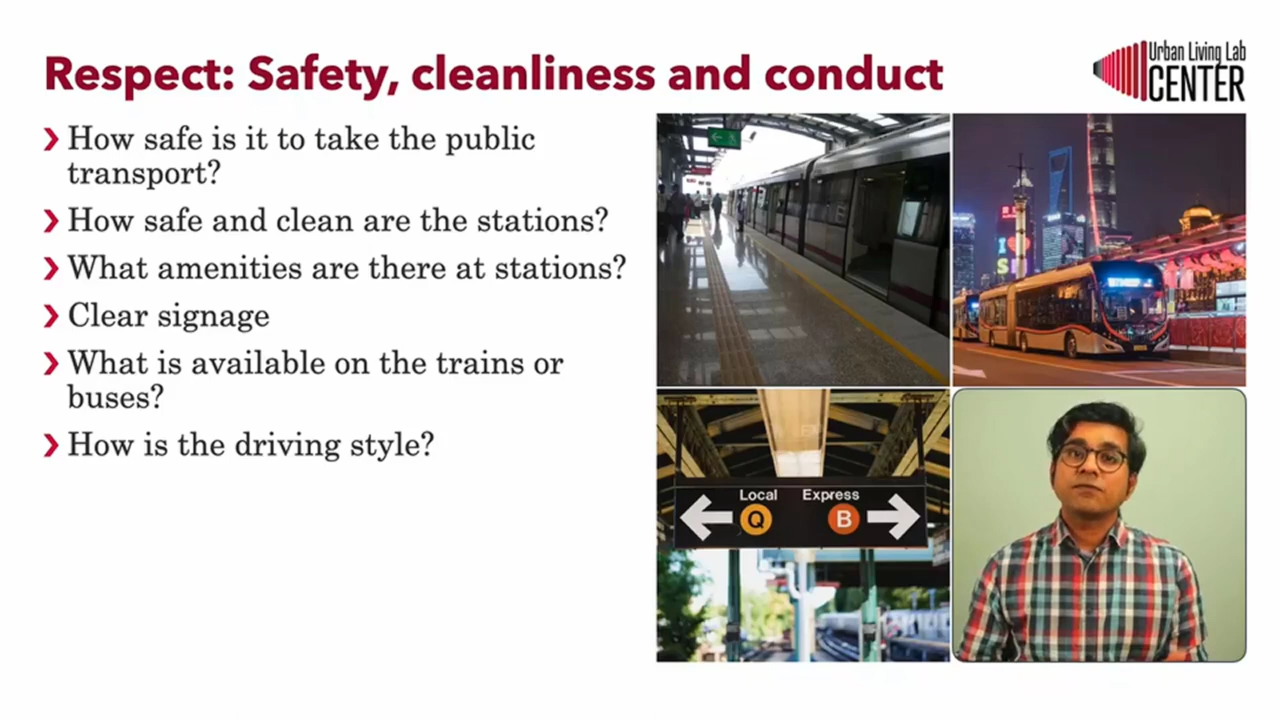 Respect: Safety, cleanliness and conduct
Urban Living Lab
CENTER
❯ How safe is it to take the public
transport?
❯ How safe and clean are the stations?
❯ What amenities are there at stations?
❯ Clear signage
❯ What is available on the trains or
buses?
❯ How is the driving style?
Local Express
Q B